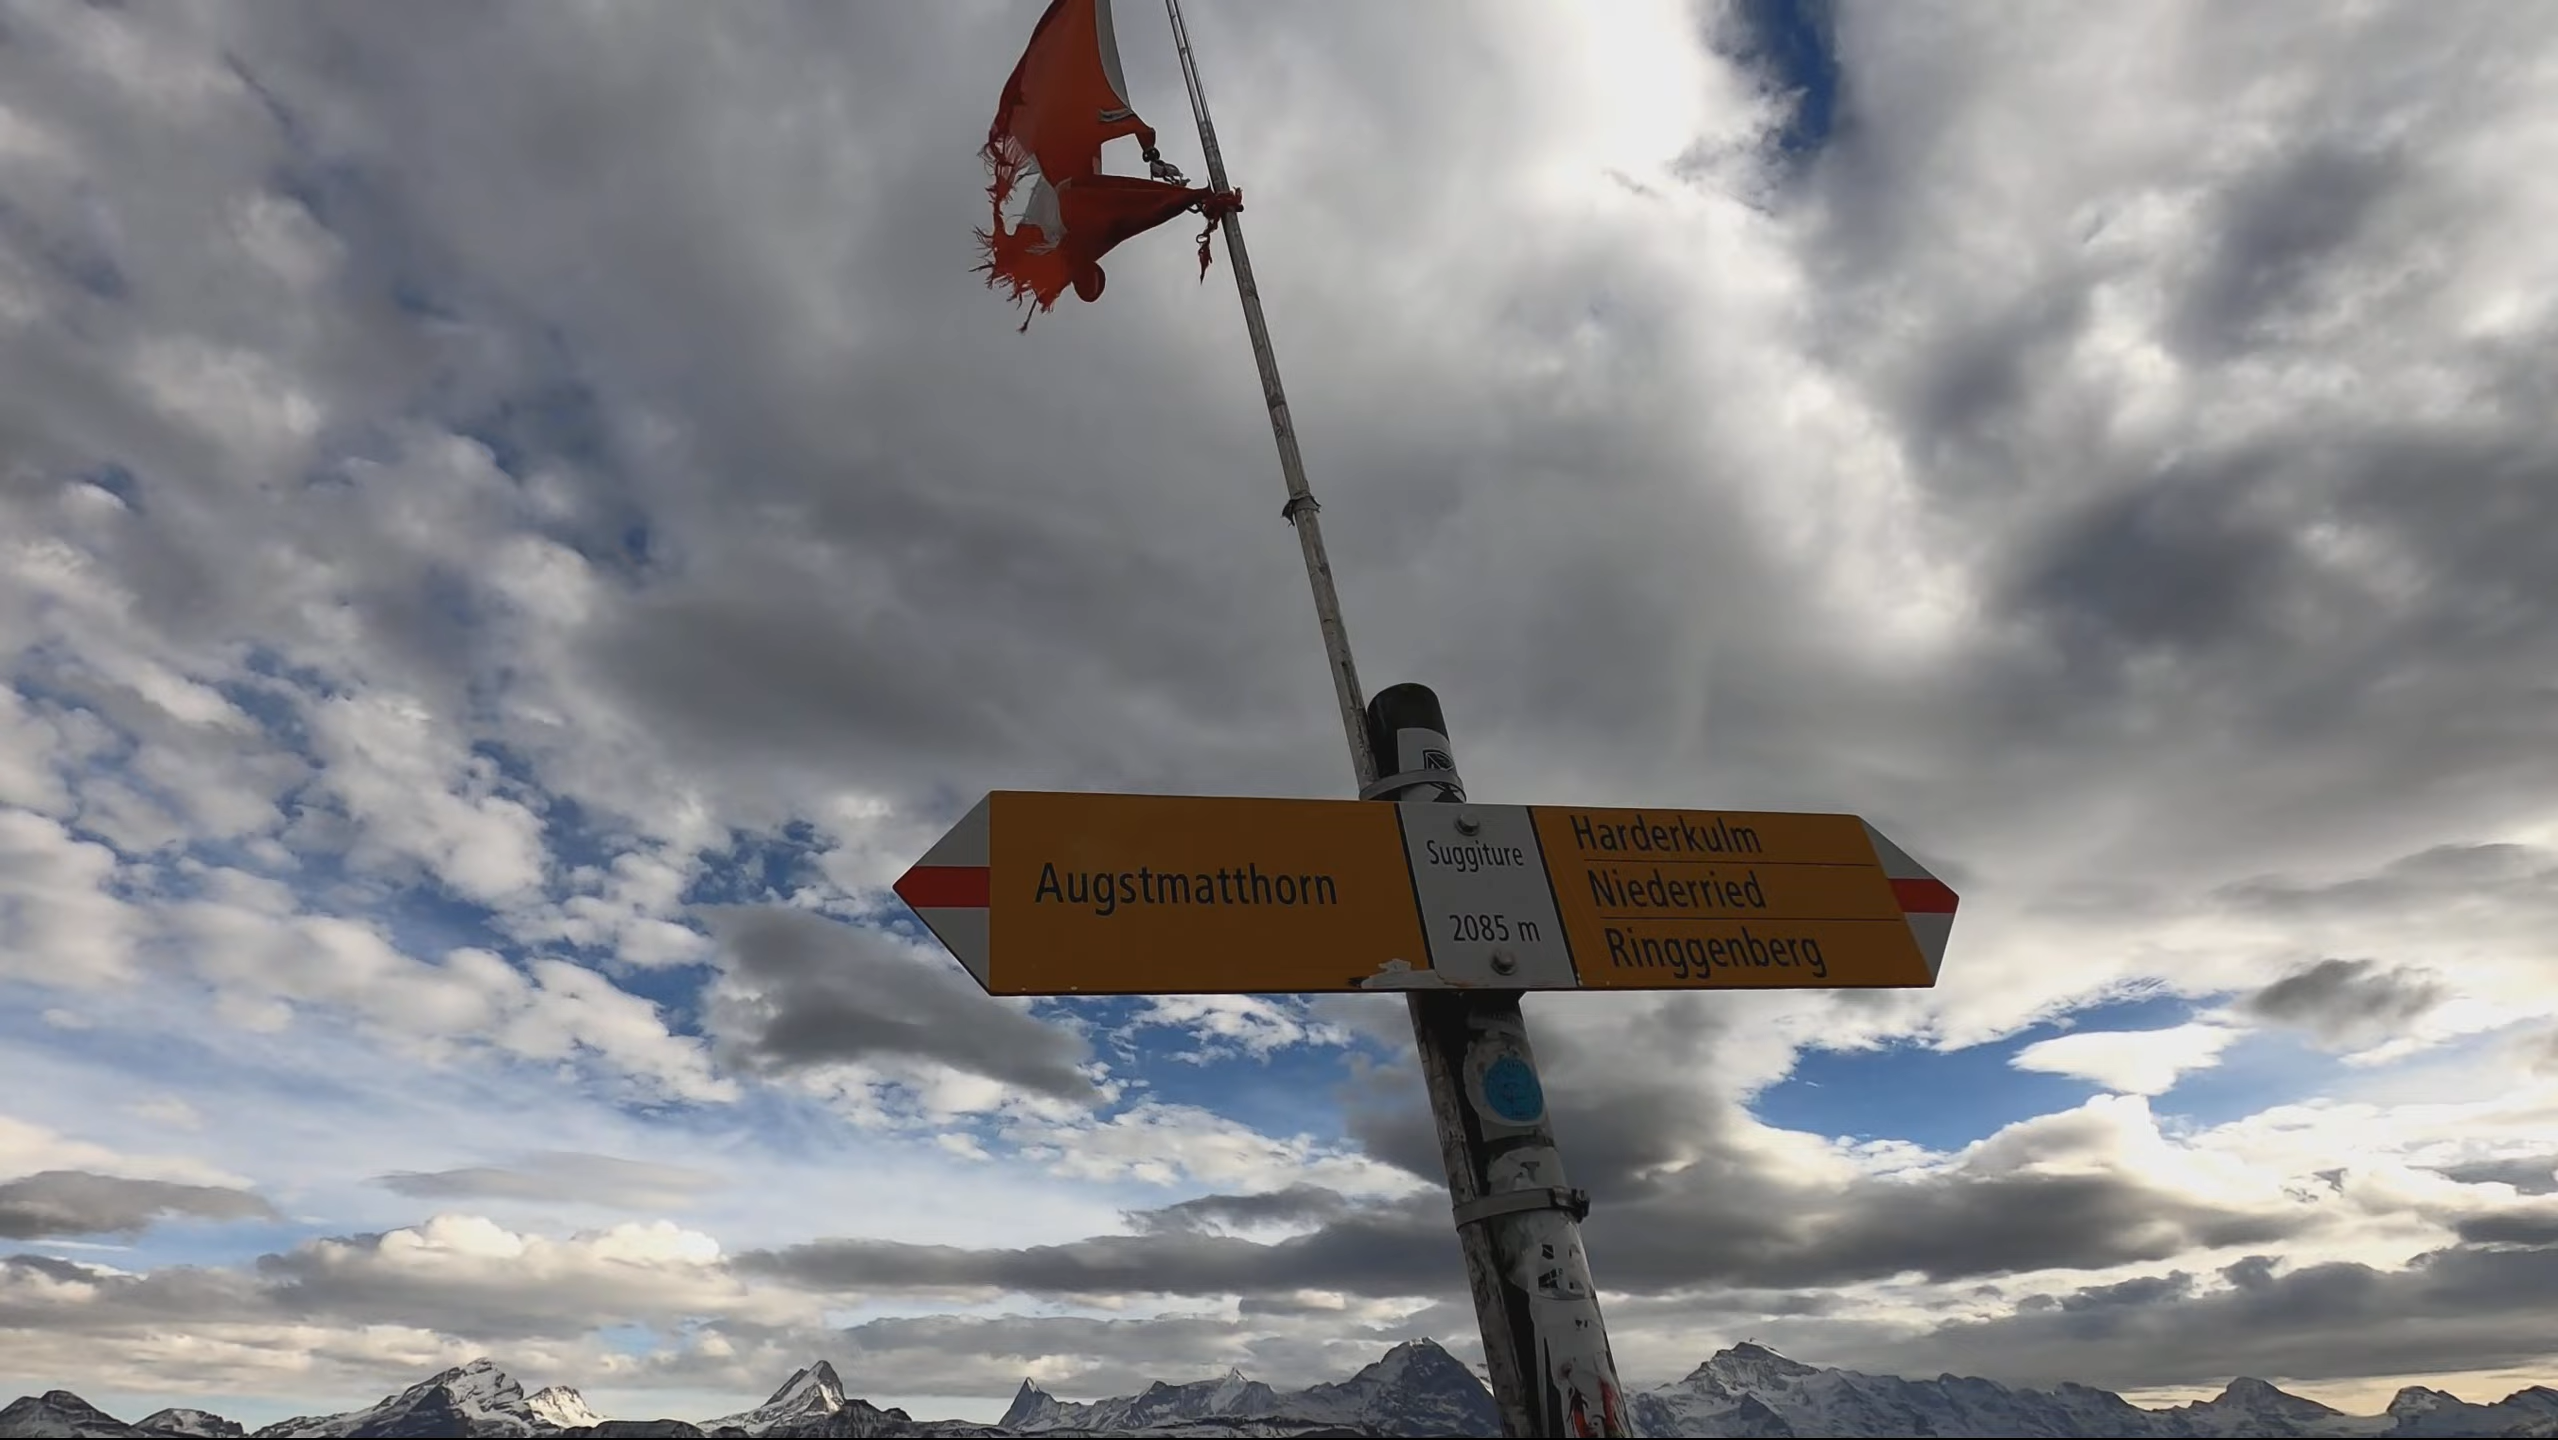 Augstmatthorn
Suggiture
2085 m
Harderkulm
Niederried
Ringgenberg